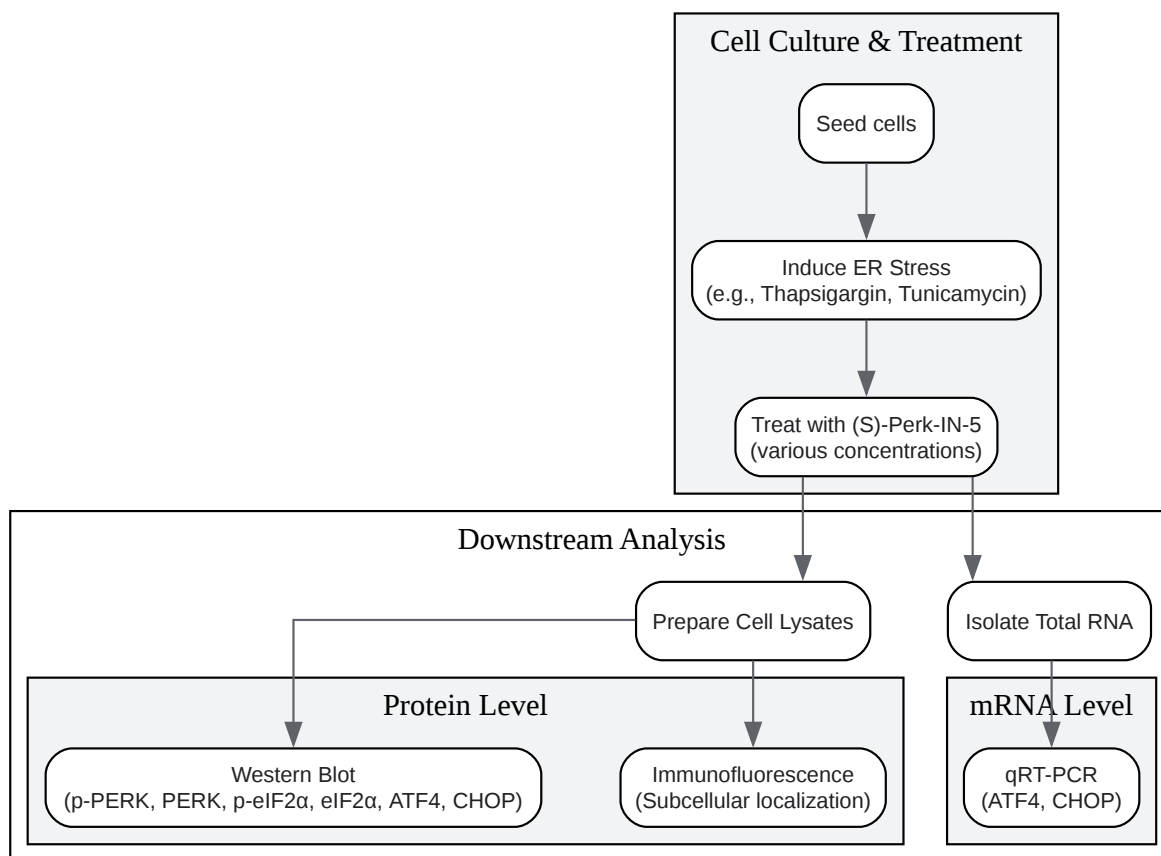 Cell Culture & Treatment
Seed cells
Induce ER Stress
(e.g., Thapsigargin, Tunicamycin)
Treat with (S)-Perk-IN-5
(various concentrations)
Downstream Analysis
Prepare Cell Lysates
Isolate Total RNA
Protein Level
mRNA Level
Western Blot
(p-PERK, PERK, p-eIF2α, eIF2α, ATF4, CHOP)
Immunofluorescence
(Subcellular localization)
qRT-PCR
(ATF4, CHOP)